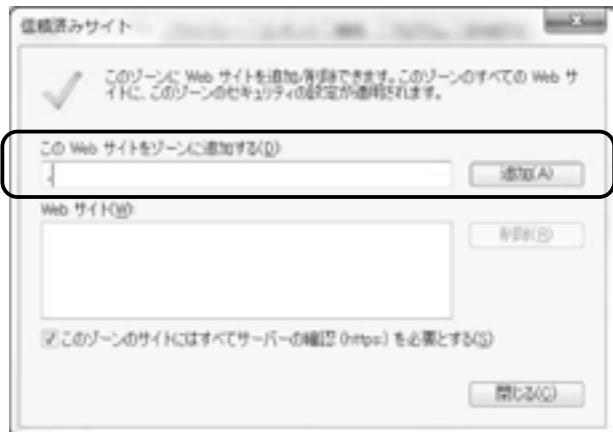 信頼済みサイト
このゾーンに Web サイトを追加/削除できます。このゾーンのすべての Web サ
イトに、このゾーンのセキュリティの設定が適用されます。
この Web サイトをゾーンに追加する(D)
追加(A)
Web サイト(W):
削除(R)
このゾーンのサイトにはすべてサーバーの確認 (https:) を必要とする(S)
閉じる(C)